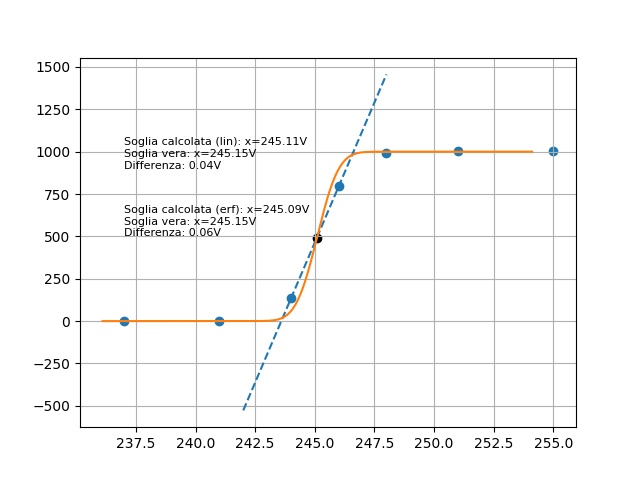 1500
1250
Soglia calcolata (lin): x=245.11V
1000
Soglia vera: x=245.15V
Differenza: 0.04V
750
Soglia calcolata (erf): x=245.09V
Soglia vera: x=245.15V
500
Differenza: 0.06V
250
0
−250
−500
237.5 240.0 242.5 245.0 247.5 250.0 252.5 255.0